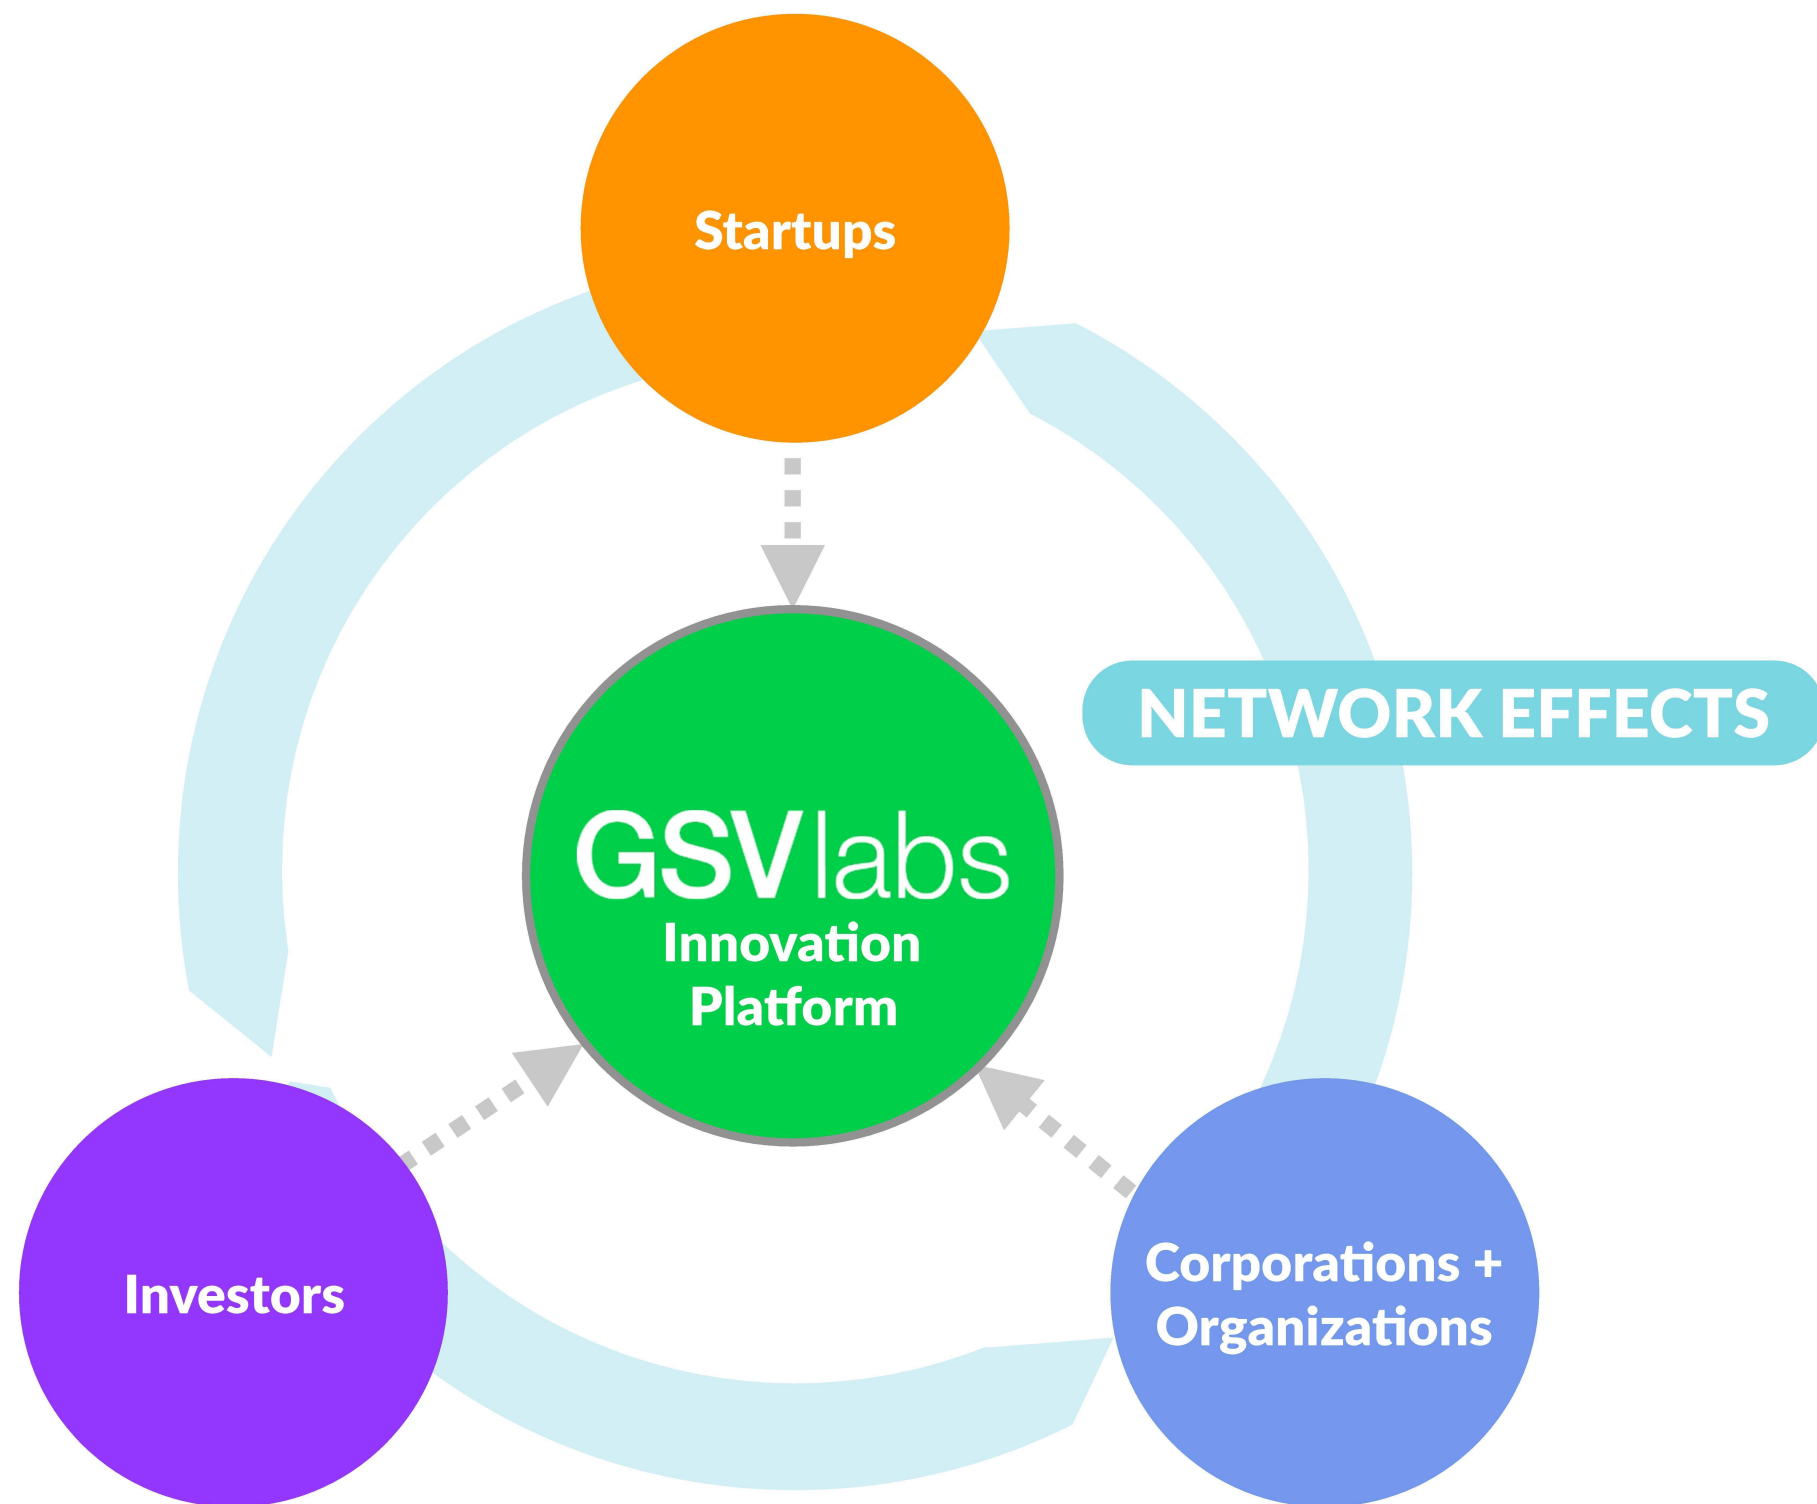 Startups
NETWORK EFFECTS
GSVlabs
Innovation
Platform
Investors
Corporations +
Organizations